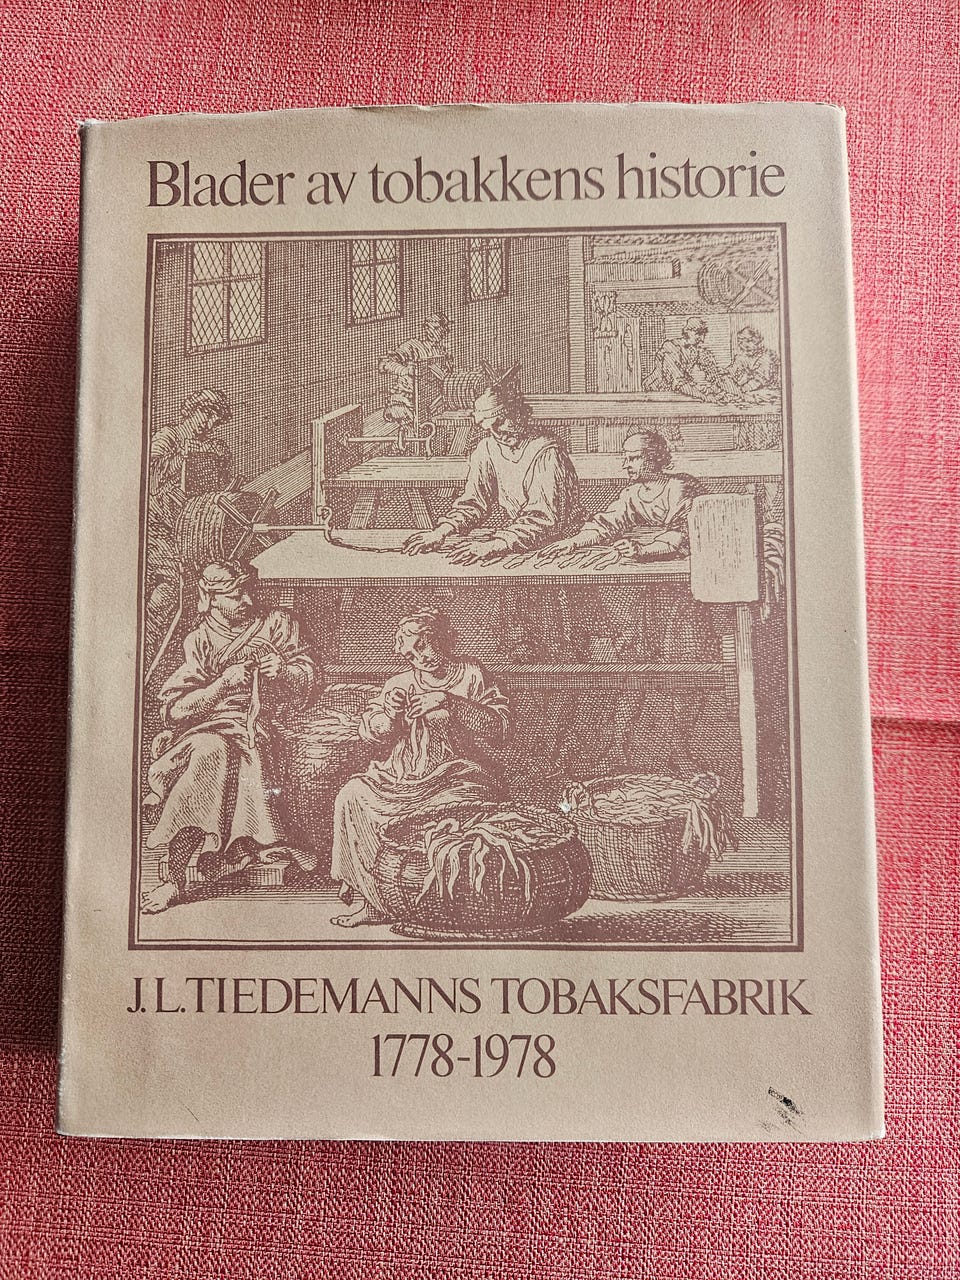 Blader av tobakkens historie
J. L. TIEDEMANNS TOBAKSFABRIK
1778-1978